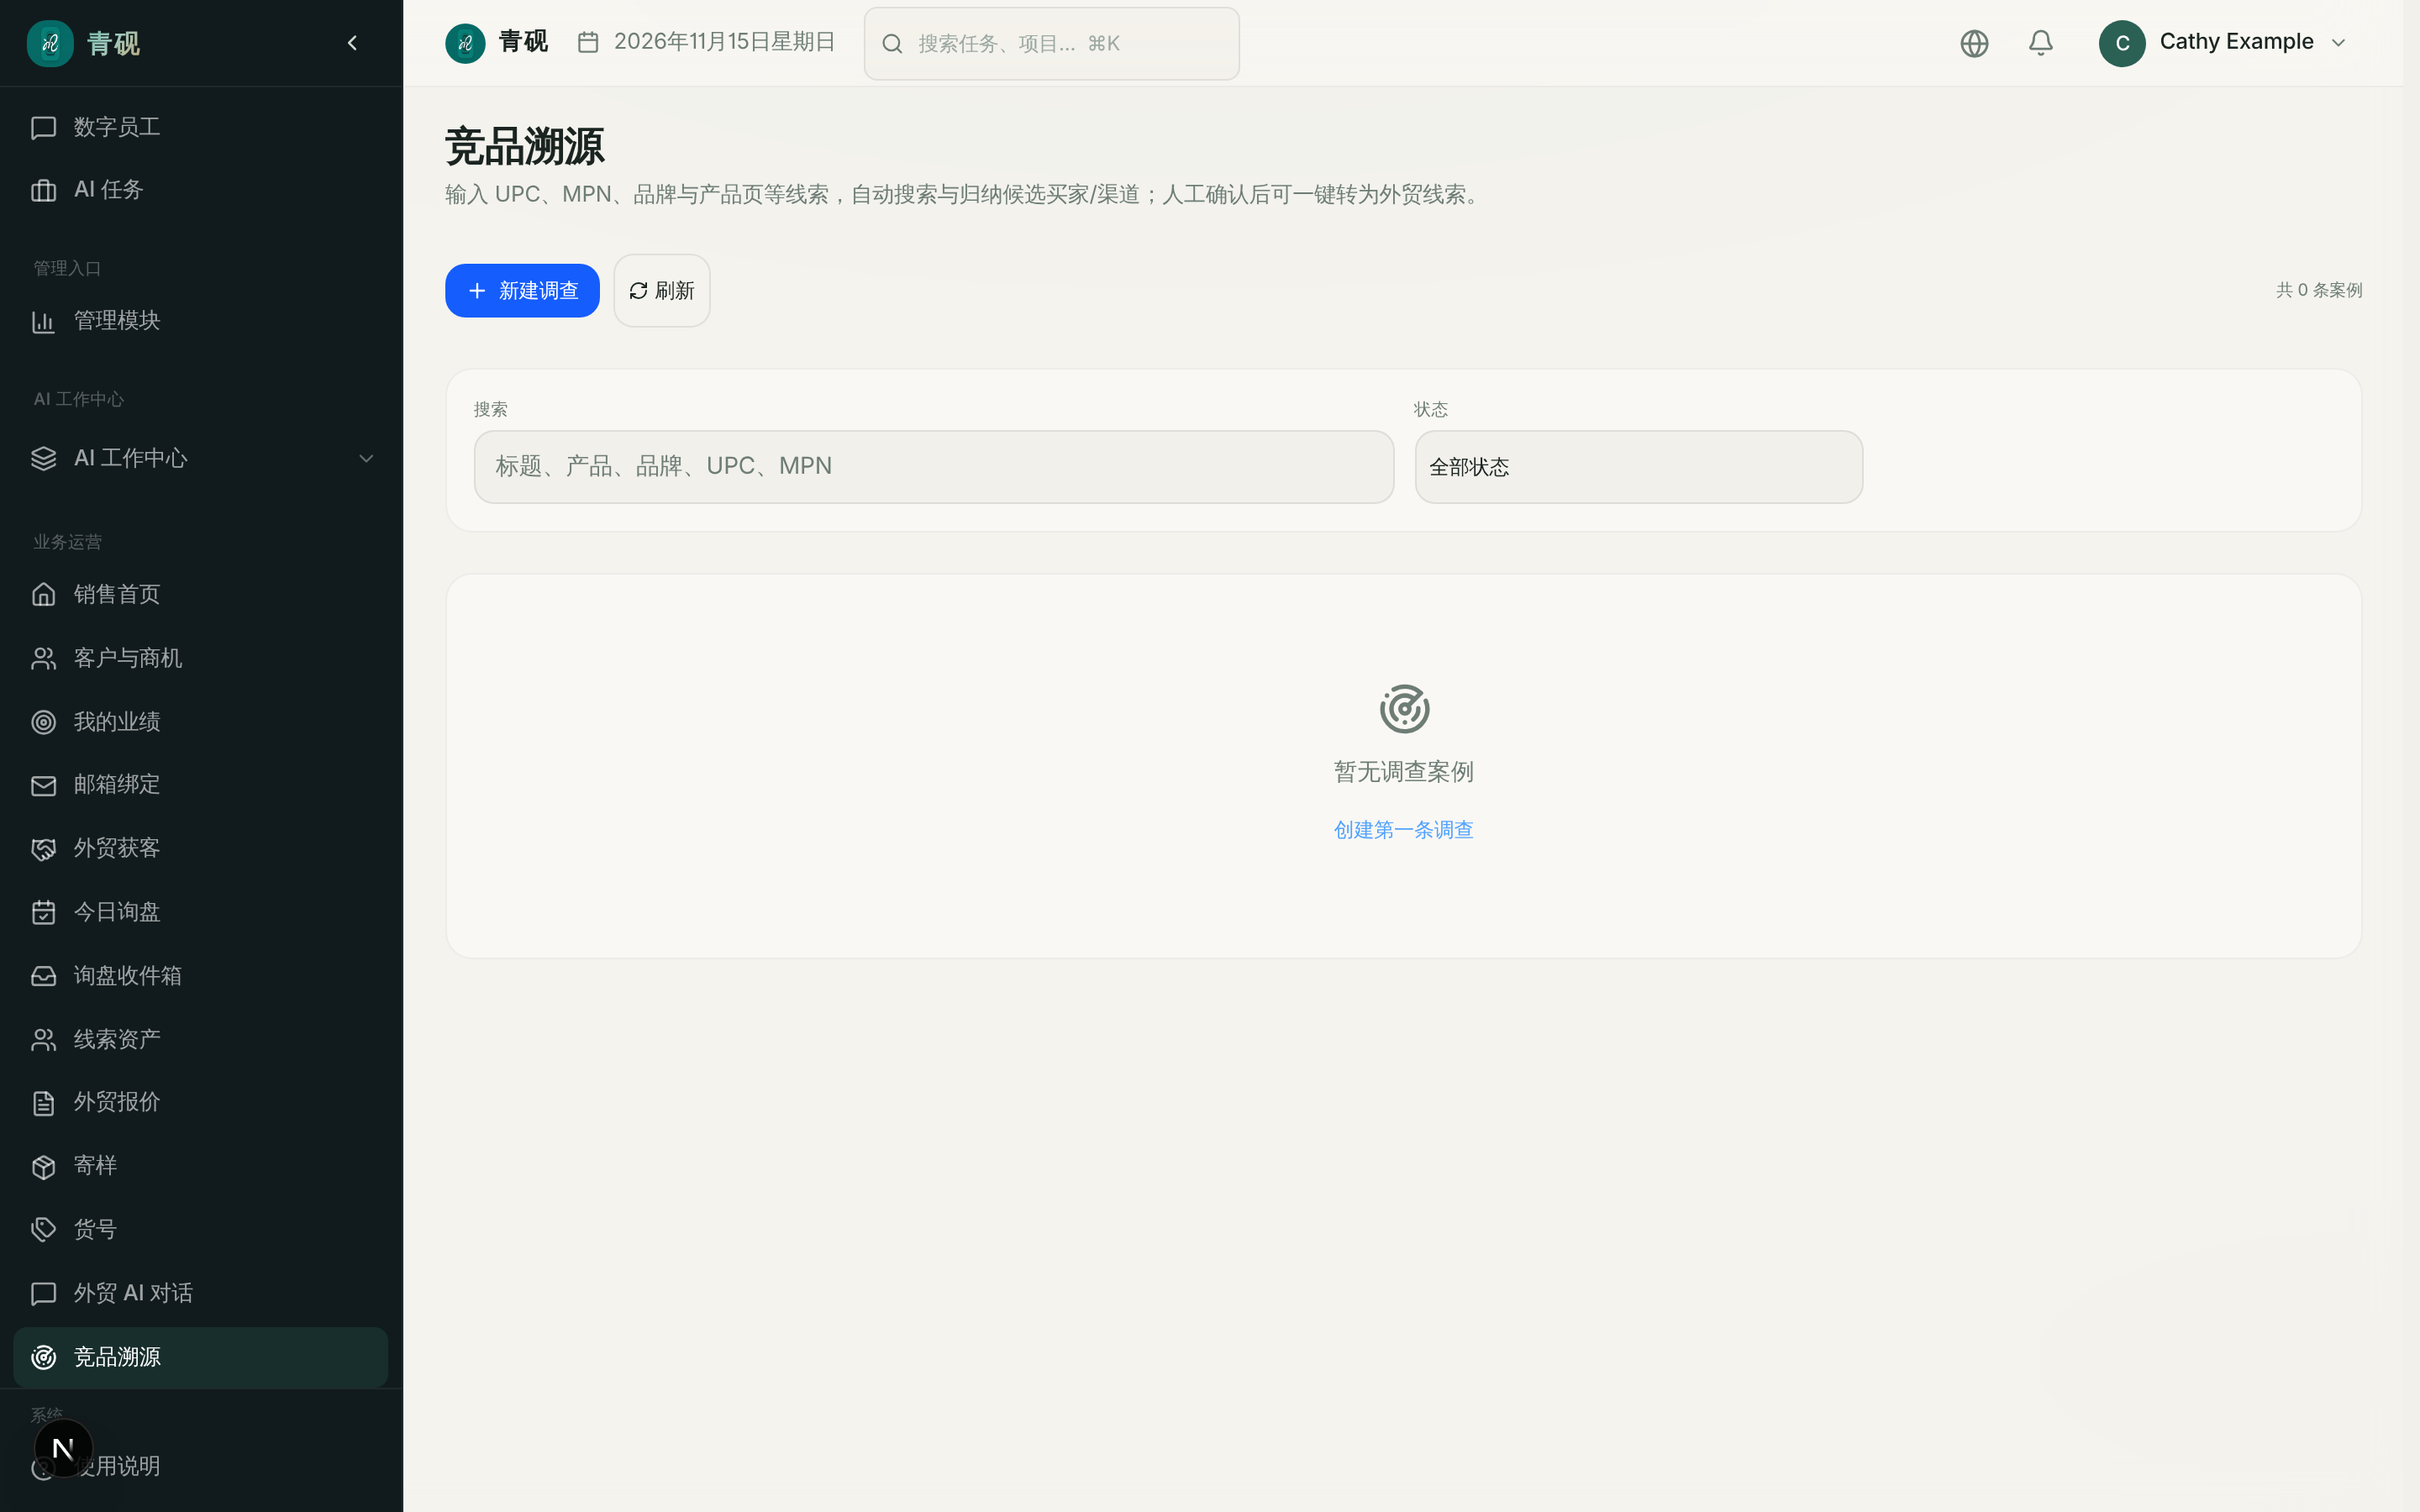 青砚
数字员工
AI 任务
管理入口
管理模块
AI 工作中心
AI 工作中心
业务运营
销售首页
客户与商机
我的业绩
邮箱绑定
外贸获客
今日询盘
询盘收件箱
线索资产
外贸报价
寄样
货号
外贸 AI 对话
竞品溯源
系统
N
使用说明
青砚
2026年11月15日星期日
搜索任务、项目... ⌘K
C
Cathy Example
竞品溯源
输入 UPC、MPN、品牌与产品页等线索，自动搜索与归纳候选买家/渠道；人工确认后可一键转为外贸线索。
新建调查
刷新
共 0 条案例
搜索
状态
标题、产品、品牌、UPC、MPN
全部状态
暂无调查案例
创建第一条调查